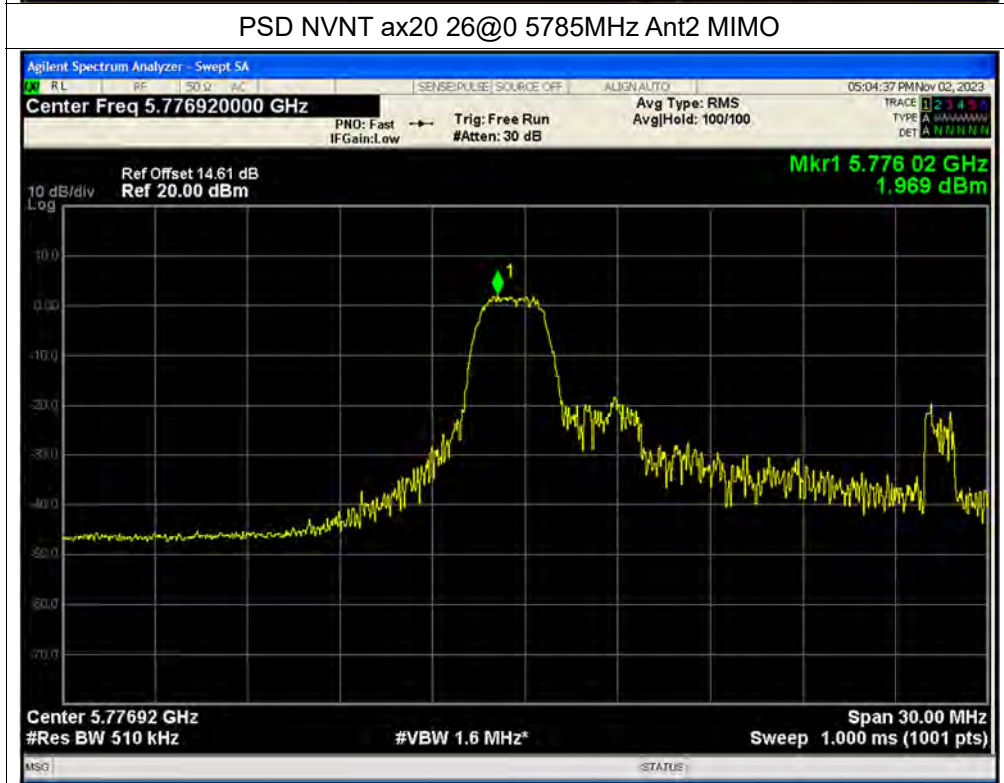 PSD NVNT ax20 26@0 5785MHz Ant2 MIMO
Agilent Spectrum Analyzer - Swept SA
RL RF 50 Ω AC SENSE:PULSE SOURCE OFF ALIGN AUTO 05:04:37 PM Nov 02, 2023
Center Freq 5.776920000 GHz
PNO: Fast
IFGain:Low
Trig: Free Run
#Atten: 30 dB
Avg Type: RMS
Avg|Hold: 100/100
TRACE 1 2 3 4 5 6
TYPE A
DET A N N N N N
Mkr1 5.776 02 GHz
1.969 dBm
Ref Offset 14.61 dB
10 dB/div Ref 20.00 dBm
Log
10.0
0.00
-10.0
-20.0
-30.0
-40.0
-50.0
-60.0
-70.0
1
Center 5.77692 GHz Span 30.00 MHz
#Res BW 510 kHz #VBW 1.6 MHz* Sweep 1.000 ms (1001 pts)
MSG STATUS